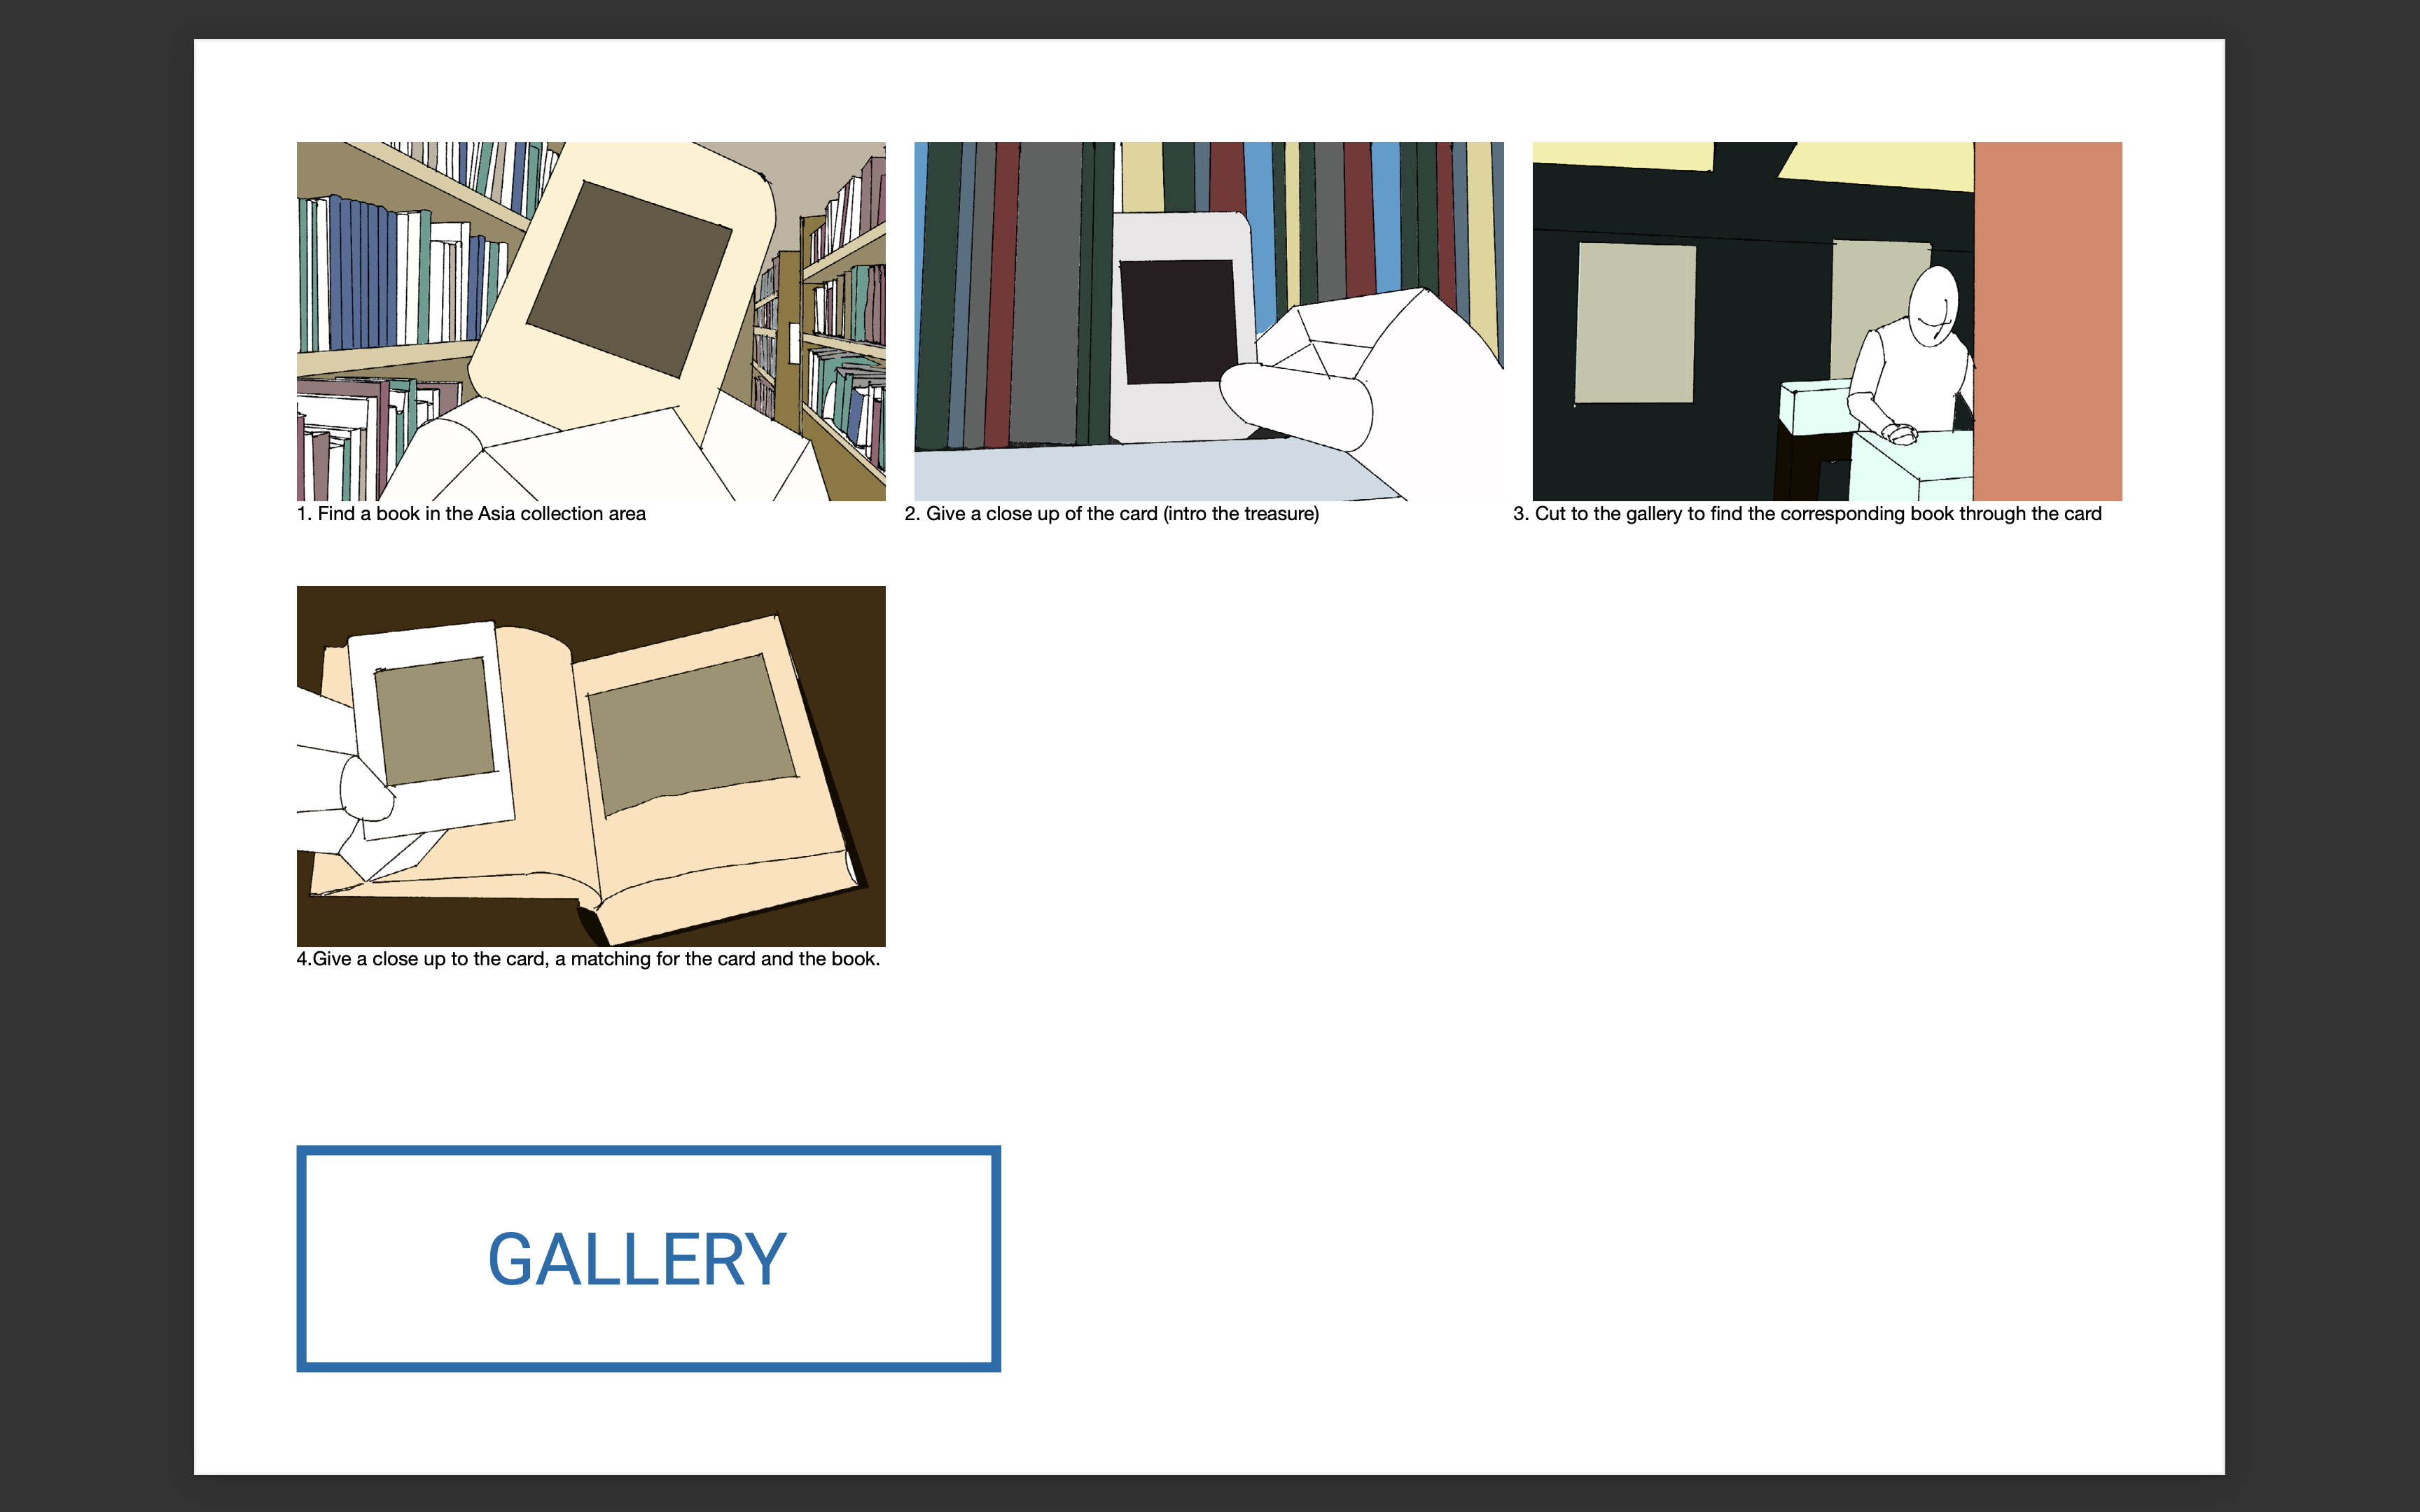 1. Find a book in the Asia collection area
2. Give a close up of the card (intro the treasure)
3. Cut to the gallery to find the corresponding book through the card
4.Give a close up to the card, a matching for the card and the book.
GALLERY